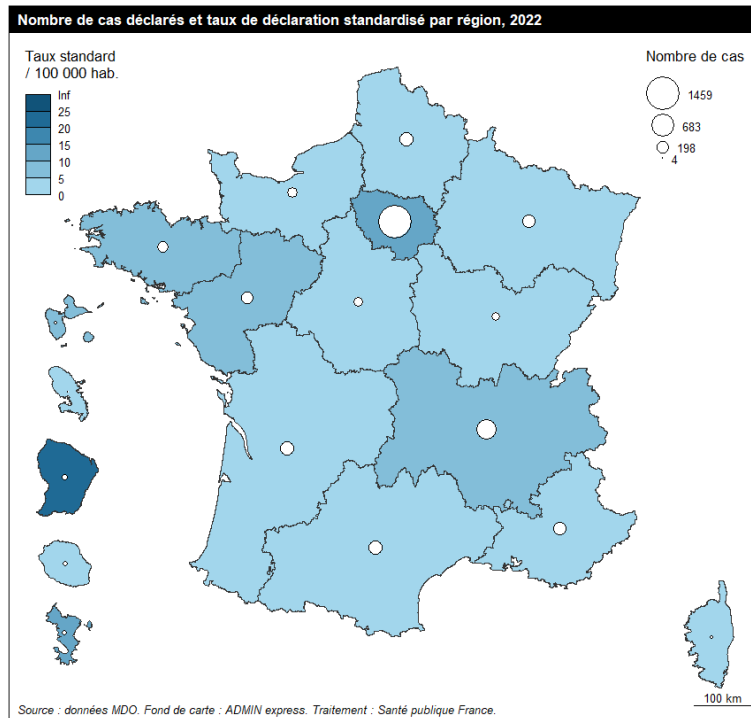 Nombre de cas déclarés et taux de déclaration standardisé par région, 2022
Taux standard
/ 100 000 hab.
Inf
25
20
15
10
5
0
Nombre de cas
1459
683
198
4
100 km
Source : données MDO. Fond de carte : ADMIN express. Traitement : Santé publique France.